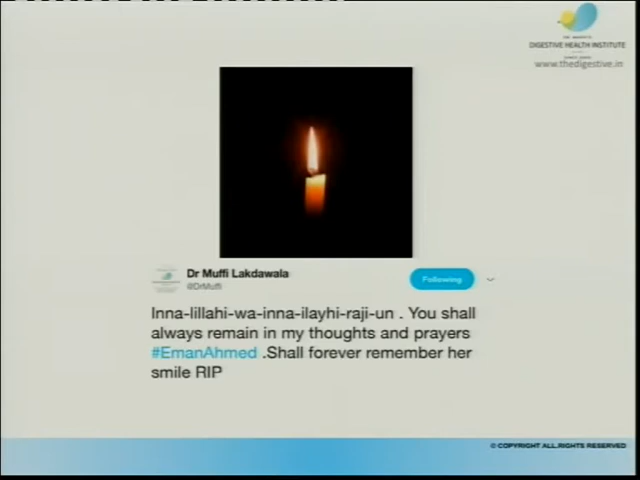 DIGESTIVE HEALTH INSTITUTE
www.thedigestive.in
Dr Muffi Lakdawala
@DrMuffi
Following
Inna-lillahi-wa-inna-ilayhi-raji-un . You shall
always remain in my thoughts and prayers
#EmanAhmed .Shall forever remember her
smile RIP
© COPYRIGHT ALL RIGHTS RESERVED